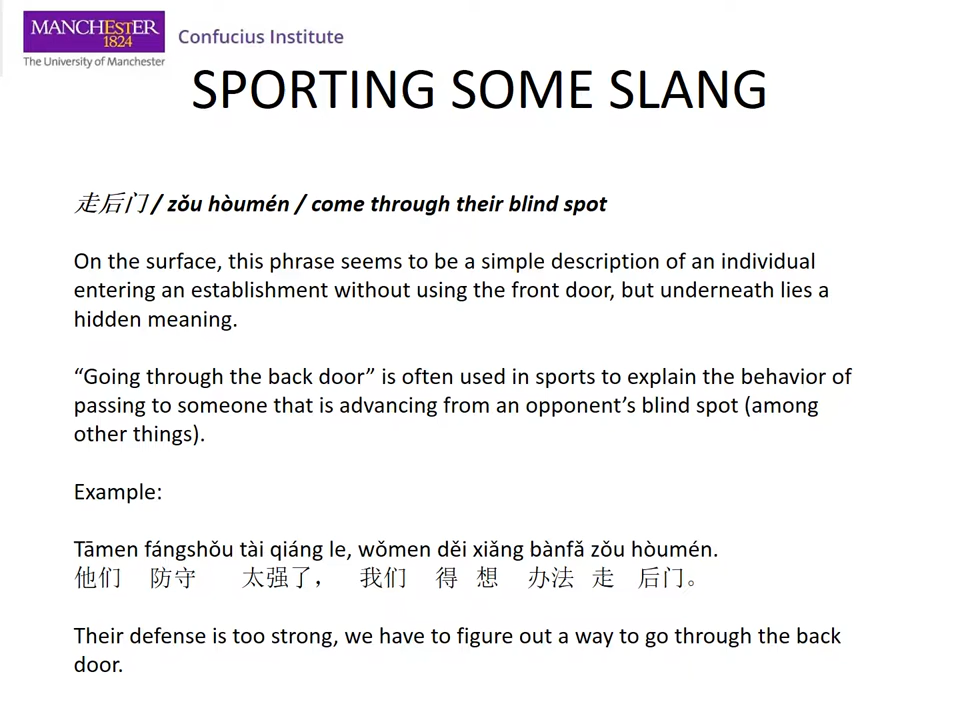 MANCHESTER
1824
The University of Manchester
Confucius Institute
SPORTING SOME SLANG
走后门 / zǒu hòumén / come through their blind spot
On the surface, this phrase seems to be a simple description of an individual
entering an establishment without using the front door, but underneath lies a
hidden meaning.
“Going through the back door” is often used in sports to explain the behavior of
passing to someone that is advancing from an opponent’s blind spot (among
other things).
Example:
Tāmen fángshǒu tài qiáng le, wǒmen děi xiǎng bànfǎ zǒu hòumén.
他们 防守 太强了， 我们 得 想 办法 走 后门。
Their defense is too strong, we have to figure out a way to go through the back
door.